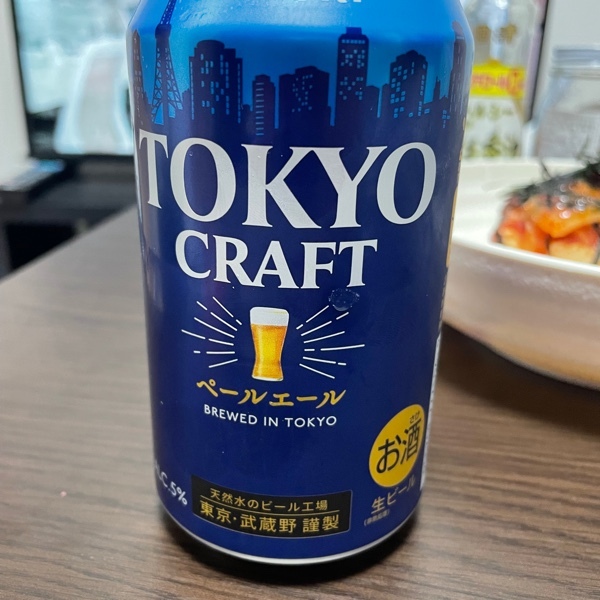 TOKYO
CRAFT
ペールエール
BREWED IN TOKYO
お酒
生ビール
5%
天然水のビール工場
東京・武蔵野 謹製